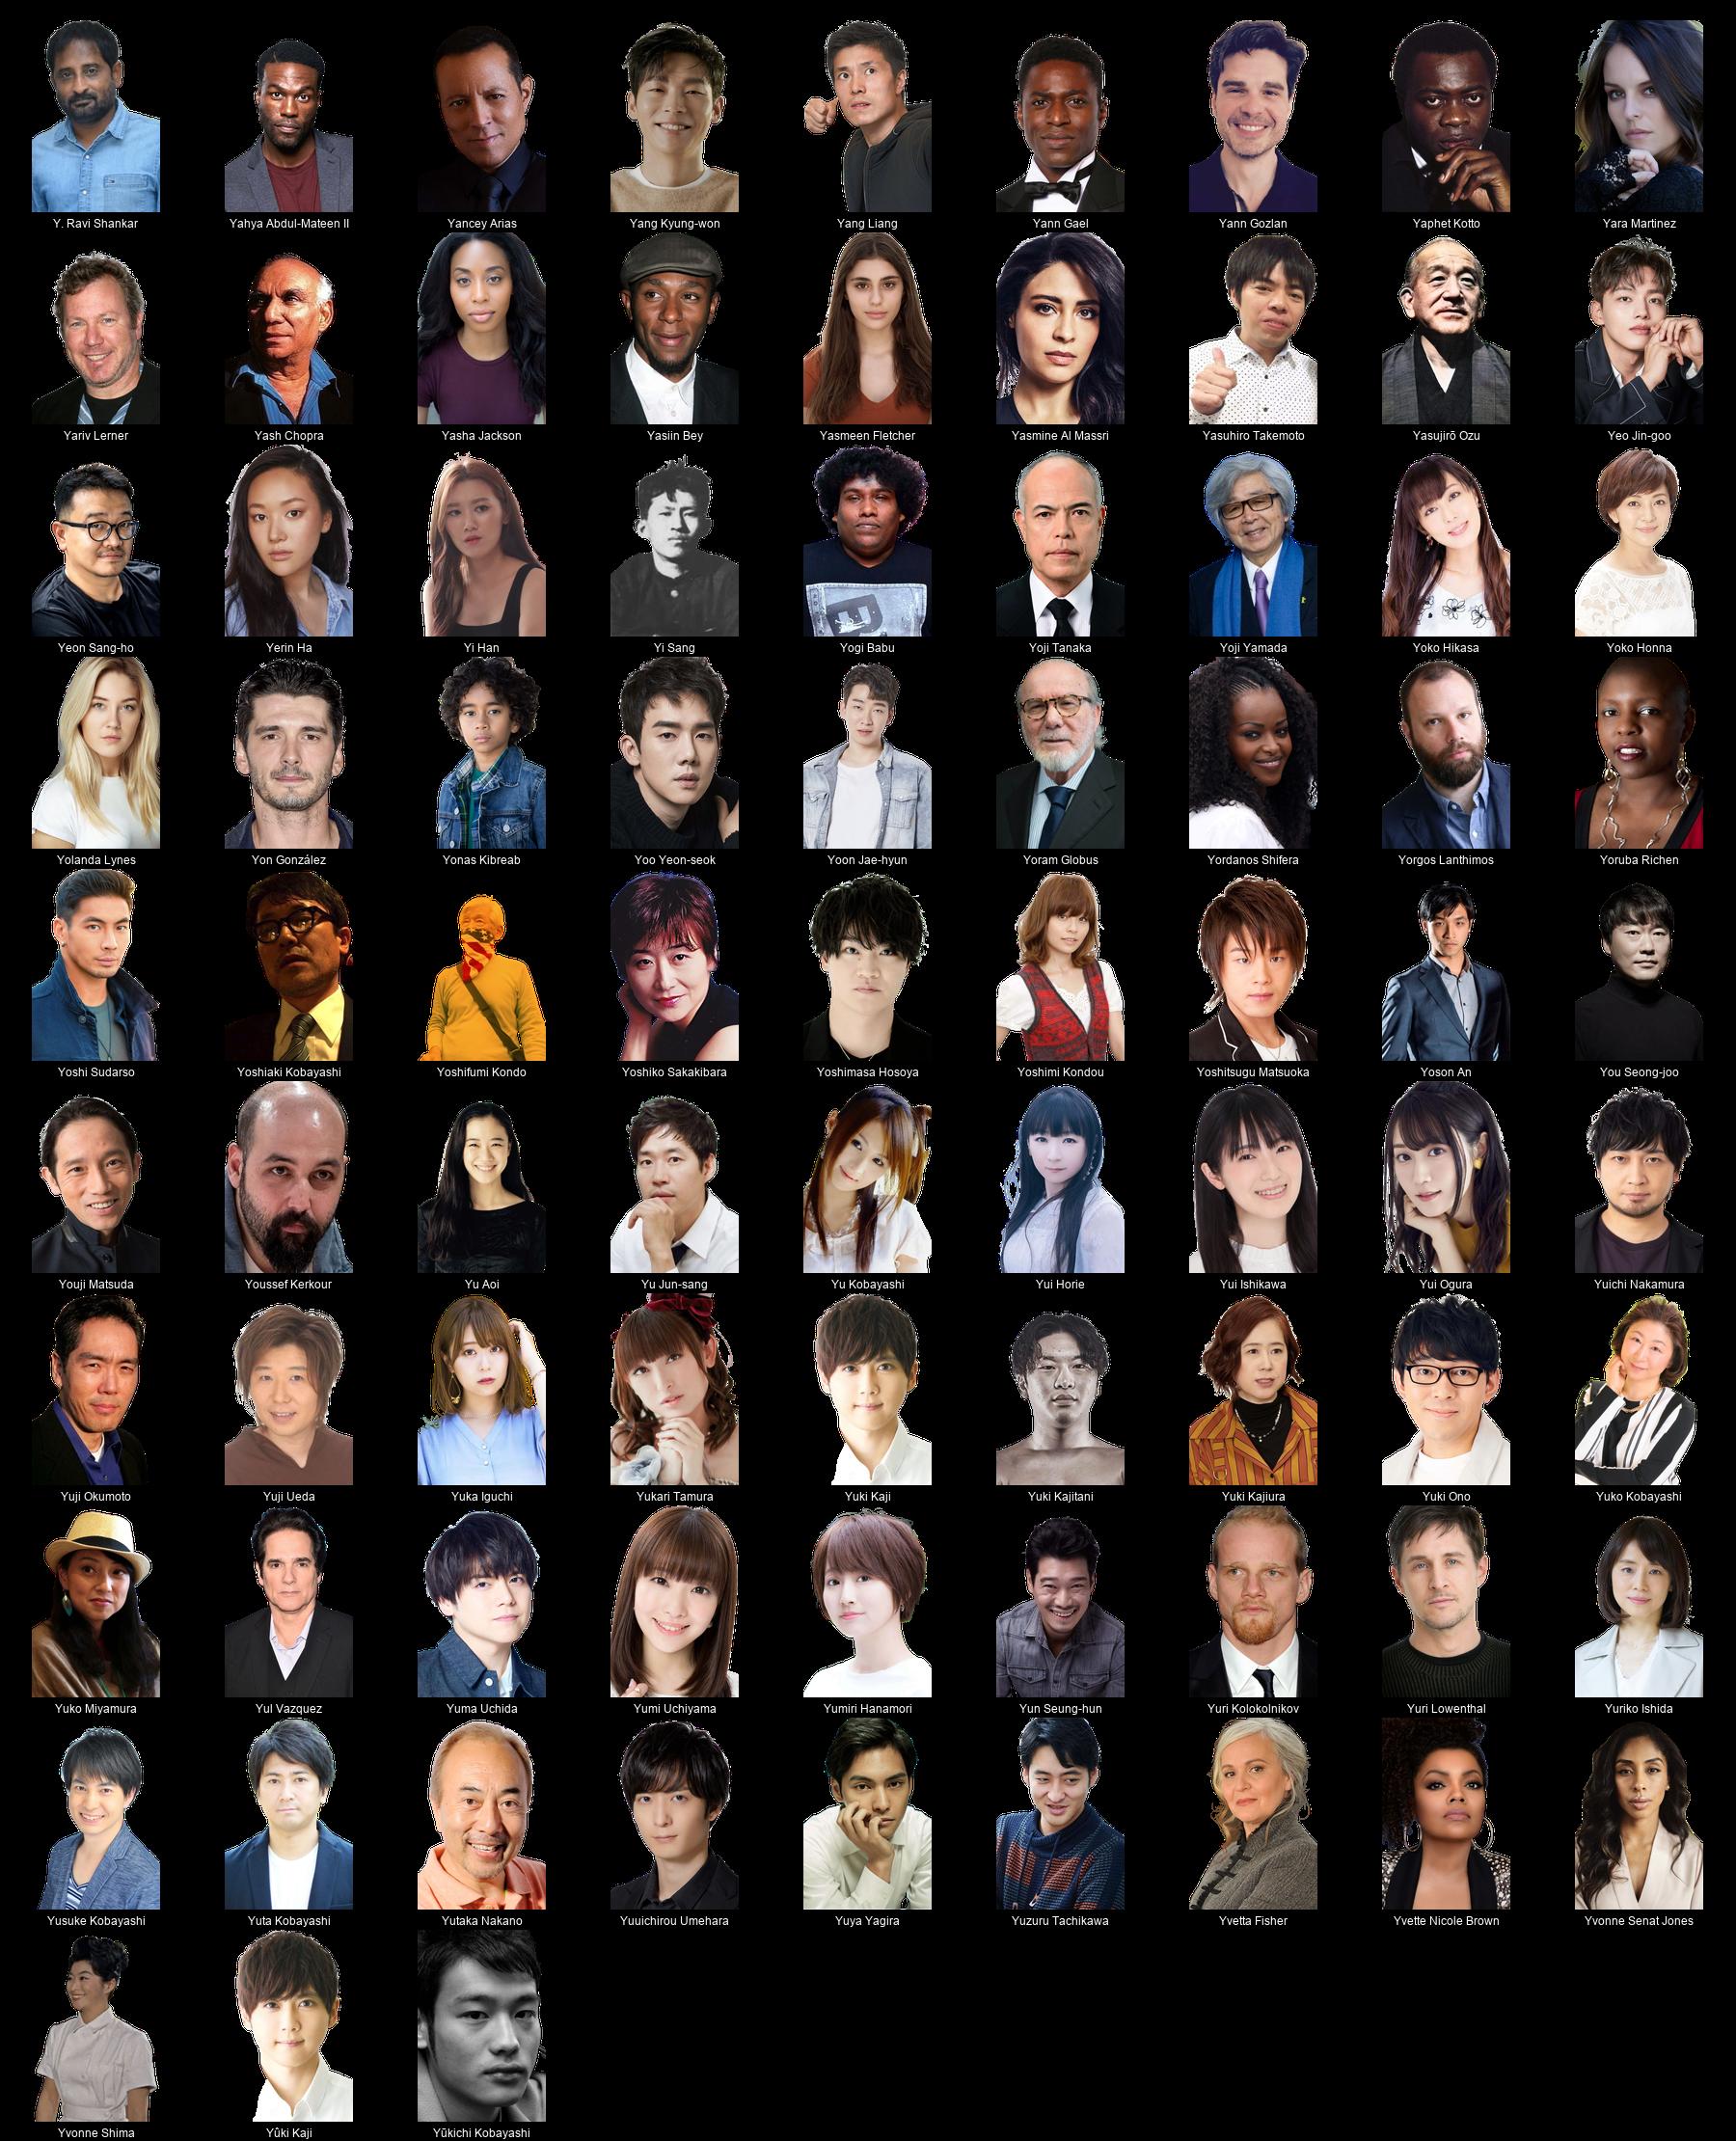 Y. Ravi Shankar
Yahya Abdul-Mateen II
Yancey Arias
Yang Kyung-won
Yang Liang
Yann Gael
Yann Gozlan
Yaphet Kotto
Yara Martinez
Yariv Lerner
Yash Chopra
Yasha Jackson
Yasiin Bey
Yasmeen Fletcher
Yasmine Al Massri
Yasuhiro Takemoto
Yasujirō Ozu
Yeo Jin-goo
Yeon Sang-ho
Yerin Ha
Yi Han
Yi Sang
Yogi Babu
Yoji Tanaka
Yoji Yamada
Yoko Hikasa
Yoko Honna
Yolanda Lynes
Yon González
Yonas Kibreab
Yoo Yeon-seok
Yoon Jae-hyun
Yoram Globus
Yordanos Shifera
Yorgos Lanthimos
Yoruba Richen
Yoshi Sudarso
Yoshiaki Kobayashi
Yoshifumi Kondo
Yoshiko Sakakibara
Yoshimasa Hosoya
Yoshimi Kondou
Yoshitsugu Matsuoka
Yoson An
You Seong-joo
Youji Matsuda
Youssef Kerkour
Yu Aoi
Yu Jun-sang
Yu Kobayashi
Yui Horie
Yui Ishikawa
Yui Ogura
Yuichi Nakamura
Yuji Okumoto
Yuji Ueda
Yuka Iguchi
Yukari Tamura
Yuki Kaji
Yuki Kajitani
Yuki Kajiura
Yuki Ono
Yuko Kobayashi
Yuko Miyamura
Yul Vazquez
Yuma Uchida
Yumi Uchiyama
Yumiri Hanamori
Yun Seung-hun
Yuri Kolokolnikov
Yuri Lowenthal
Yuriko Ishida
Yusuke Kobayashi
Yuta Kobayashi
Yutaka Nakano
Yuuichirou Umehara
Yuya Yagira
Yuzuru Tachikawa
Yvetta Fisher
Yvette Nicole Brown
Yvonne Senat Jones
Yvonne Shima
Yûki Kaji
Yūkichi Kobayashi